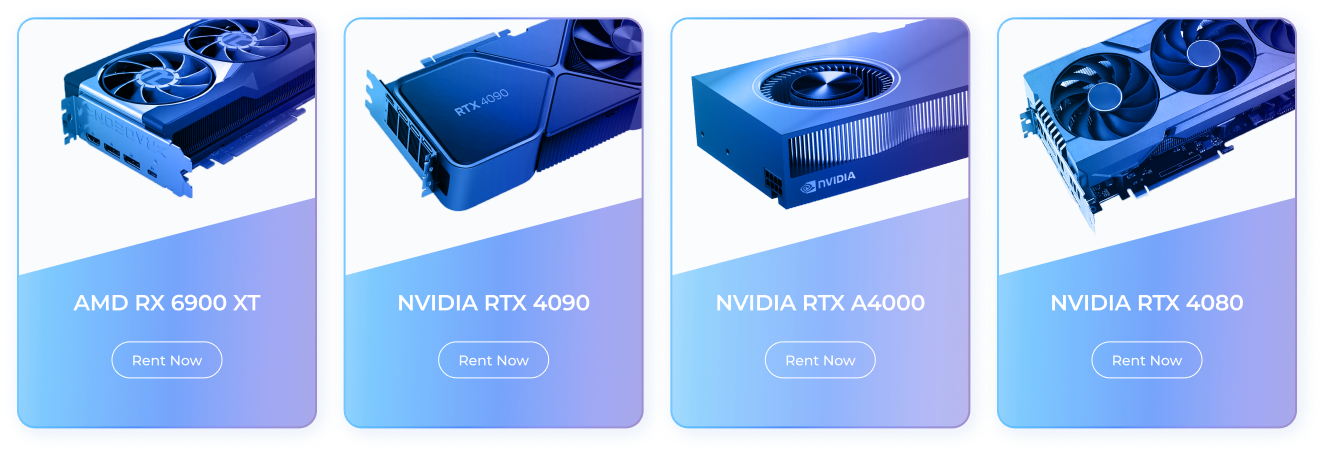 RTX 4090
NVIDIA
AMD RX 6900 XT
NVIDIA RTX 4090
NVIDIA RTX A4000
NVIDIA RTX 4080
Rent Now
Rent Now
Rent Now
Rent Now